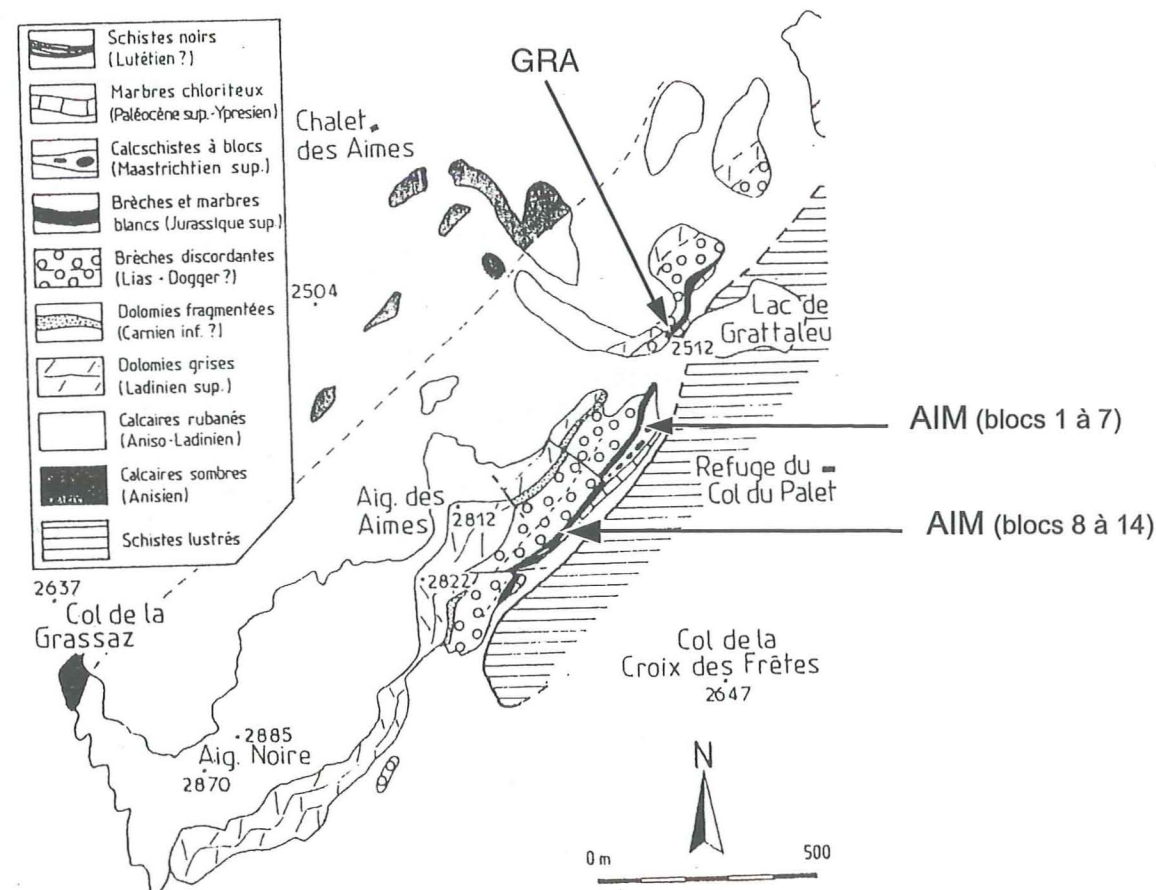 Schistes noirs
(Lutétien ?)
Marbres chloriteux
(Paléocène sup.-Ypresien)
Calcschistes à blocs
(Maastrichtien sup.)
Brèches et marbres
blancs (Jurassique sup.)
Brèches discordantes
(Lias - Dogger ?)
Dolomies fragmentées
(Carnien inf. ?)
Dolomies grises
(Ladinien sup.)
Calcaires rubanés
(Aniso-Ladinien)
Calcaires sombres
(Anisien)
Schistes lustrés
GRA
Chalet
des Aimes
2504
Lac de
Grattaleu
2512
AIM (blocs 1 à 7)
Refuge du
Col du Palet
Aig. des
Aimes
2812
AIM (blocs 8 à 14)
2822
2637
Col de la
Grassaz
Col de la
Croix des Frêtes
2647
2885
Aig. Noire
2870
N
0 m
500